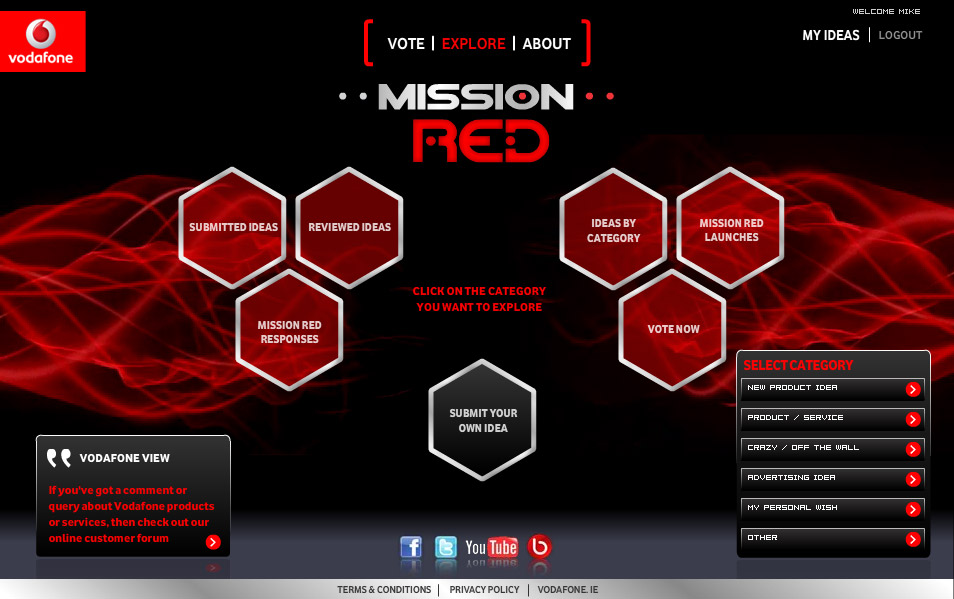 WELCOME MIKE
MY IDEAS | LOGOUT
vodafone
VOTE | EXPLORE | ABOUT
MISSION
RED
SUBMITTED IDEAS
REVIEWED IDEAS
IDEAS BY
CATEGORY
MISSION RED
LAUNCHES
CLICK ON THE CATEGORY
YOU WANT TO EXPLORE
MISSION RED
RESPONSES
VOTE NOW
SUBMIT YOUR
OWN IDEA
SELECT CATEGORY
NEW PRODUCT IDEA
PRODUCT / SERVICE
CRAZY / OFF THE WALL
ADVERTISING IDEA
MY PERSONAL WISH
OTHER
VODAFONE VIEW
If you've got a comment or
query about Vodafone products
or services, then check out our
online customer forum
f t YouTube b
TERMS & CONDITIONS | PRIVACY POLICY | VODAFONE. IE